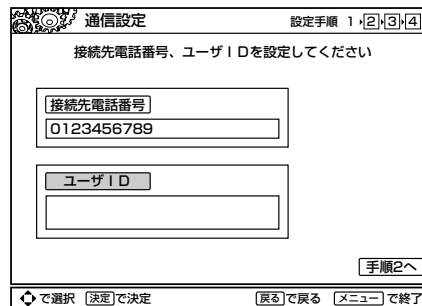 通信設定 設定手順 1 2 3 4
接続先電話番号、ユーザIDを設定してください
接続先電話番号
0123456789
ユーザID
手順2へ
で選択 決定で決定 戻るで戻る メニューで終了